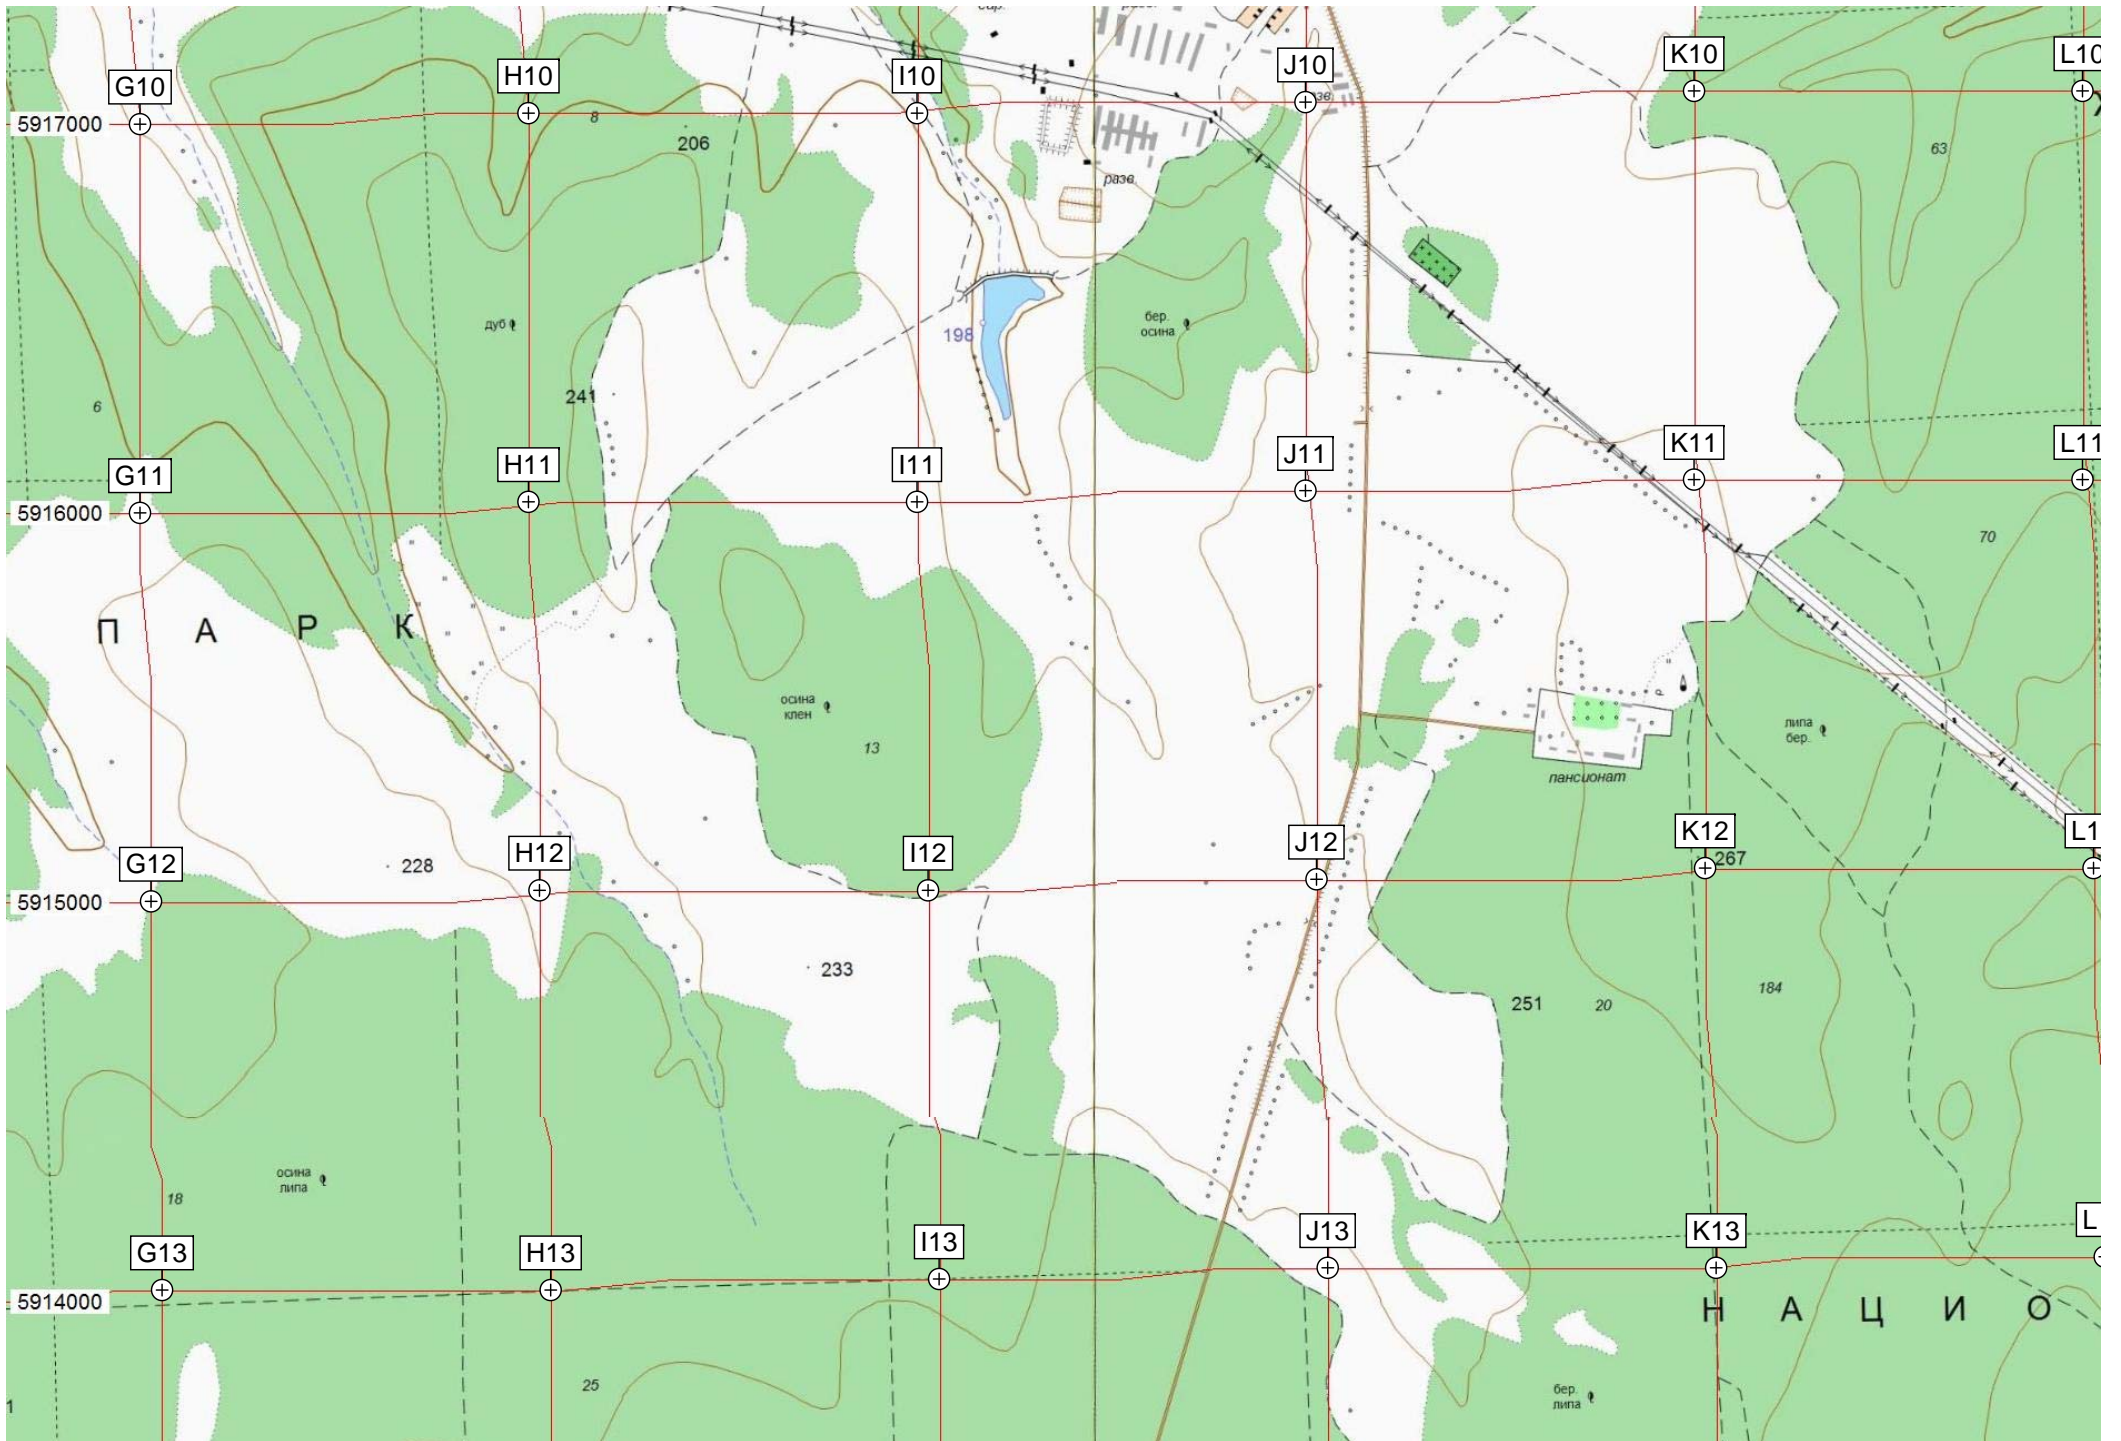 G10
H10
I10
J10
K10
L10
5917000
8
206
63
разв.
дуб
241
198
бер.
осина
6
G11
H11
I11
J11
K11
L11
5916000
70
П А Р К
осина
клен
13
липа
бер.
Р
пансионат
G12
H12
I12
J12
K12
L1
228
267
5915000
233
251
20
184
осина
липа
18
G13
H13
I13
J13
K13
L
5914000
Н А Ц И О
25
бер.
липа
1